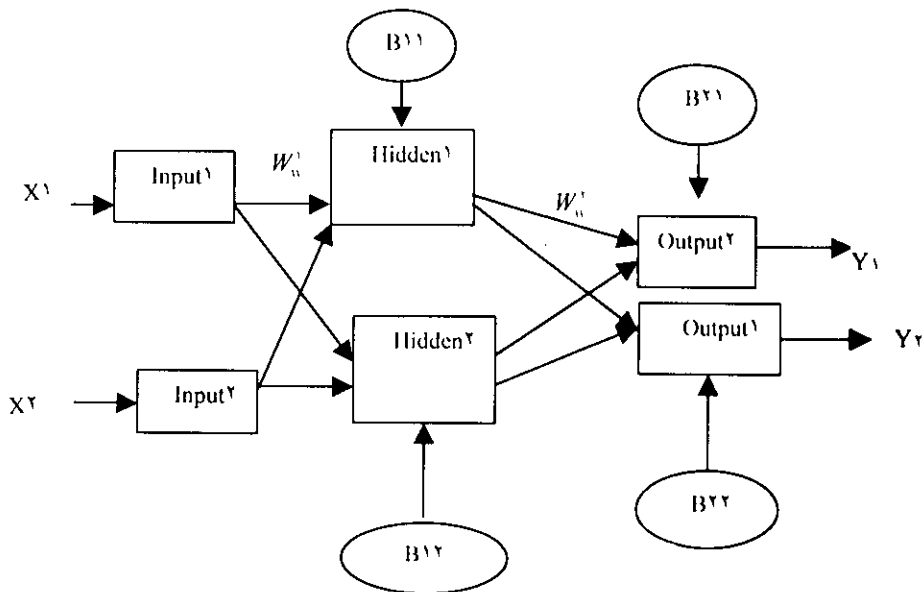 B۱۱
B۲۱
Hidden۱
Input۱
X۱
Output۲
Y۱
Output۱
Hidden۲
Y۲
Input۲
X۲
B۲۲
B۱۲